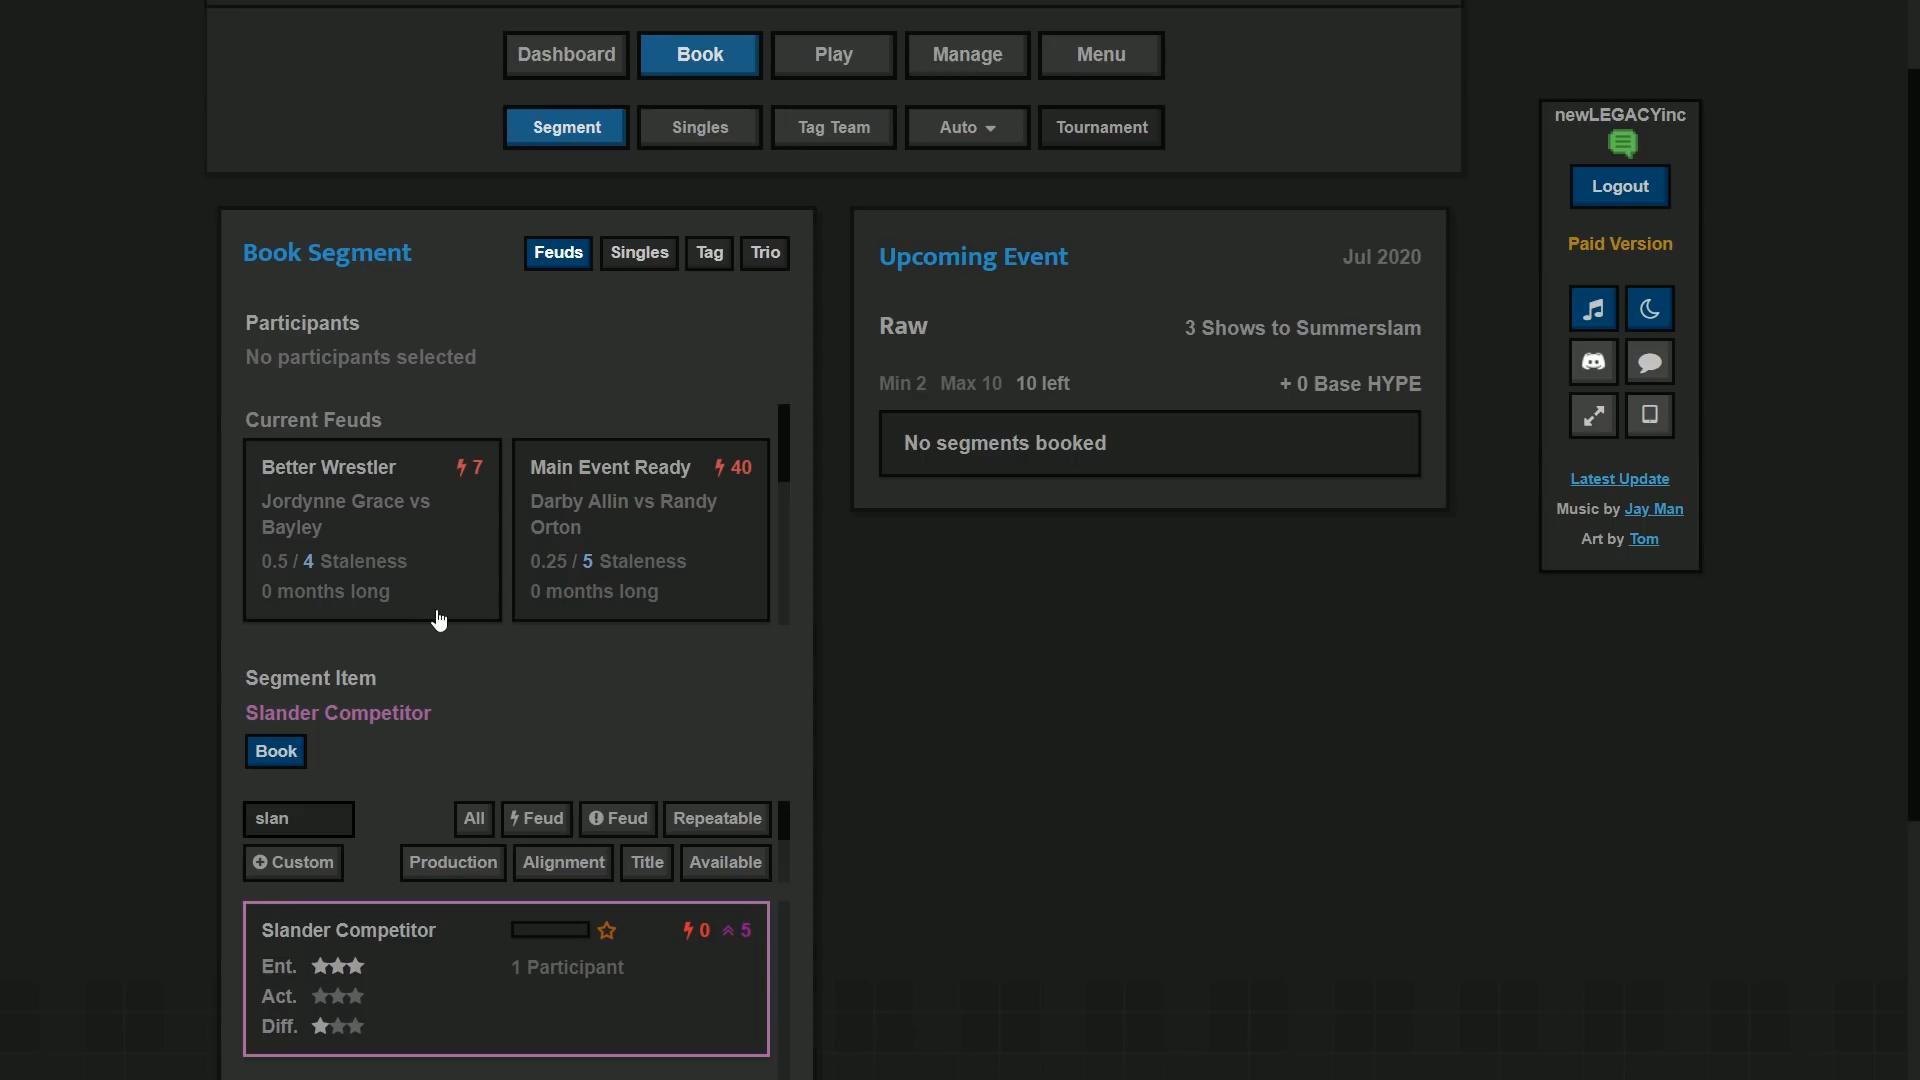 Dashboard Book Play Manage Menu
Segment Singles Tag Team Auto Tournament
newLEGACYinc
Logout
Paid Version
Latest Update
Music by Jay Man
Art by Tom
Book Segment Feuds Singles Tag Trio
Participants
No participants selected
Current Feuds
Better Wrestler 7
Jordynne Grace vs
Bayley
0.5 / 4 Staleness
0 months long
Main Event Ready 40
Darby Allin vs Randy
Orton
0.25 / 5 Staleness
0 months long
Segment Item
Slander Competitor
Book
slan All Feud Feud Repeatable
Custom Production Alignment Title Available
Slander Competitor 0 5
Ent. 1 Participant
Act.
Diff.
Upcoming Event Jul 2020
Raw 3 Shows to Summerslam
Min 2 Max 10 10 left + 0 Base HYPE
No segments booked